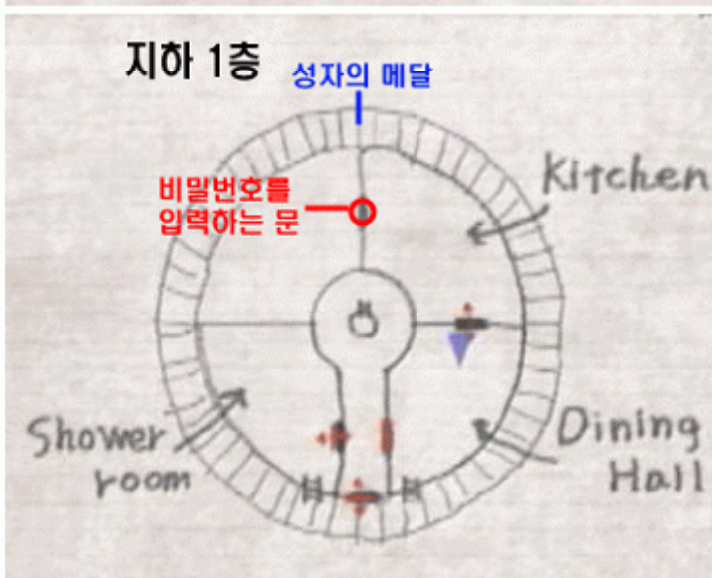 지하 1층
성자의 메달
비밀번호를
입력하는 문
Kitchen
Shower
room
Dining
Hall